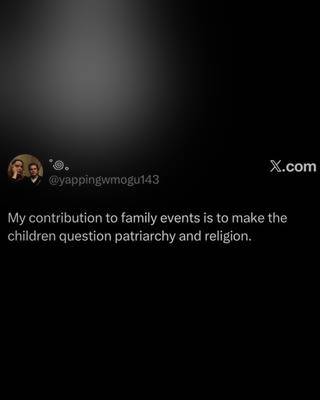 𝕏.com
@yappingwmogu143
My contribution to family events is to make the
children question patriarchy and religion.